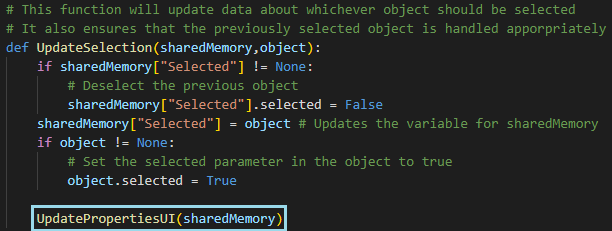 # This function will update data about whichever object should be selected
# It also ensures that the previously selected object is handled apporpriately
def UpdateSelection(sharedMemory,object):
    if sharedMemory["Selected"] != None:
        # Deselect the previous object
        sharedMemory["Selected"].selected = False
    sharedMemory["Selected"] = object # Updates the variable for sharedMemory
    if object != None:
        # Set the selected parameter in the object to true
        object.selected = True
    UpdatePropertiesUI(sharedMemory)